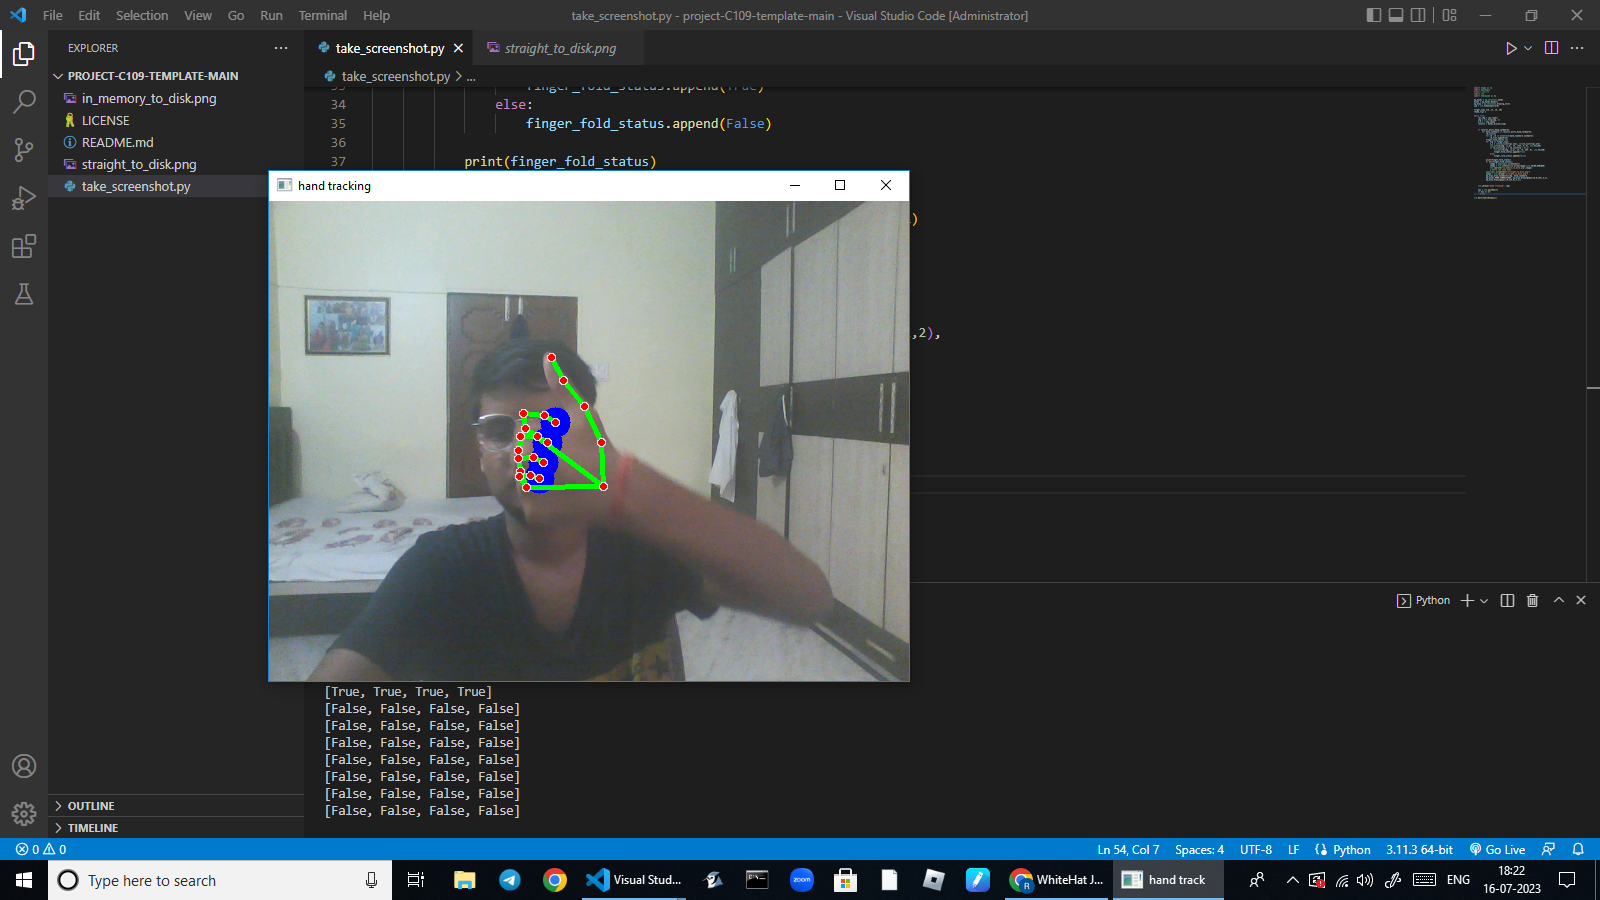 File Edit Selection View Go Run Terminal Help
take_screenshot.py - project-C109-template-main - Visual Studio Code [Administrator]
EXPLORER
PROJECT-C109-TEMPLATE-MAIN
in_memory_to_disk.png
LICENSE
README.md
straight_to_disk.png
take_screenshot.py
OUTLINE
TIMELINE
take_screenshot.py
straight_to_disk.png
take_screenshot.py > ...
33 finger_fold_status.append(True)
34 else:
35 finger_fold_status.append(False)
36
37 print(finger_fold_status)
hand tracking
)
,2),
Python
[True, True, True, True]
[False, False, False, False]
[False, False, False, False]
[False, False, False, False]
[False, False, False, False]
[False, False, False, False]
[False, False, False, False]
[False, False, False, False]
0 0
Ln 54, Col 7 Spaces: 4 UTF-8 LF Python 3.11.3 64-bit Go Live
Type here to search
zoom
Visual Stud...
WhiteHat J...
hand track
ENG
18:22
16-07-2023